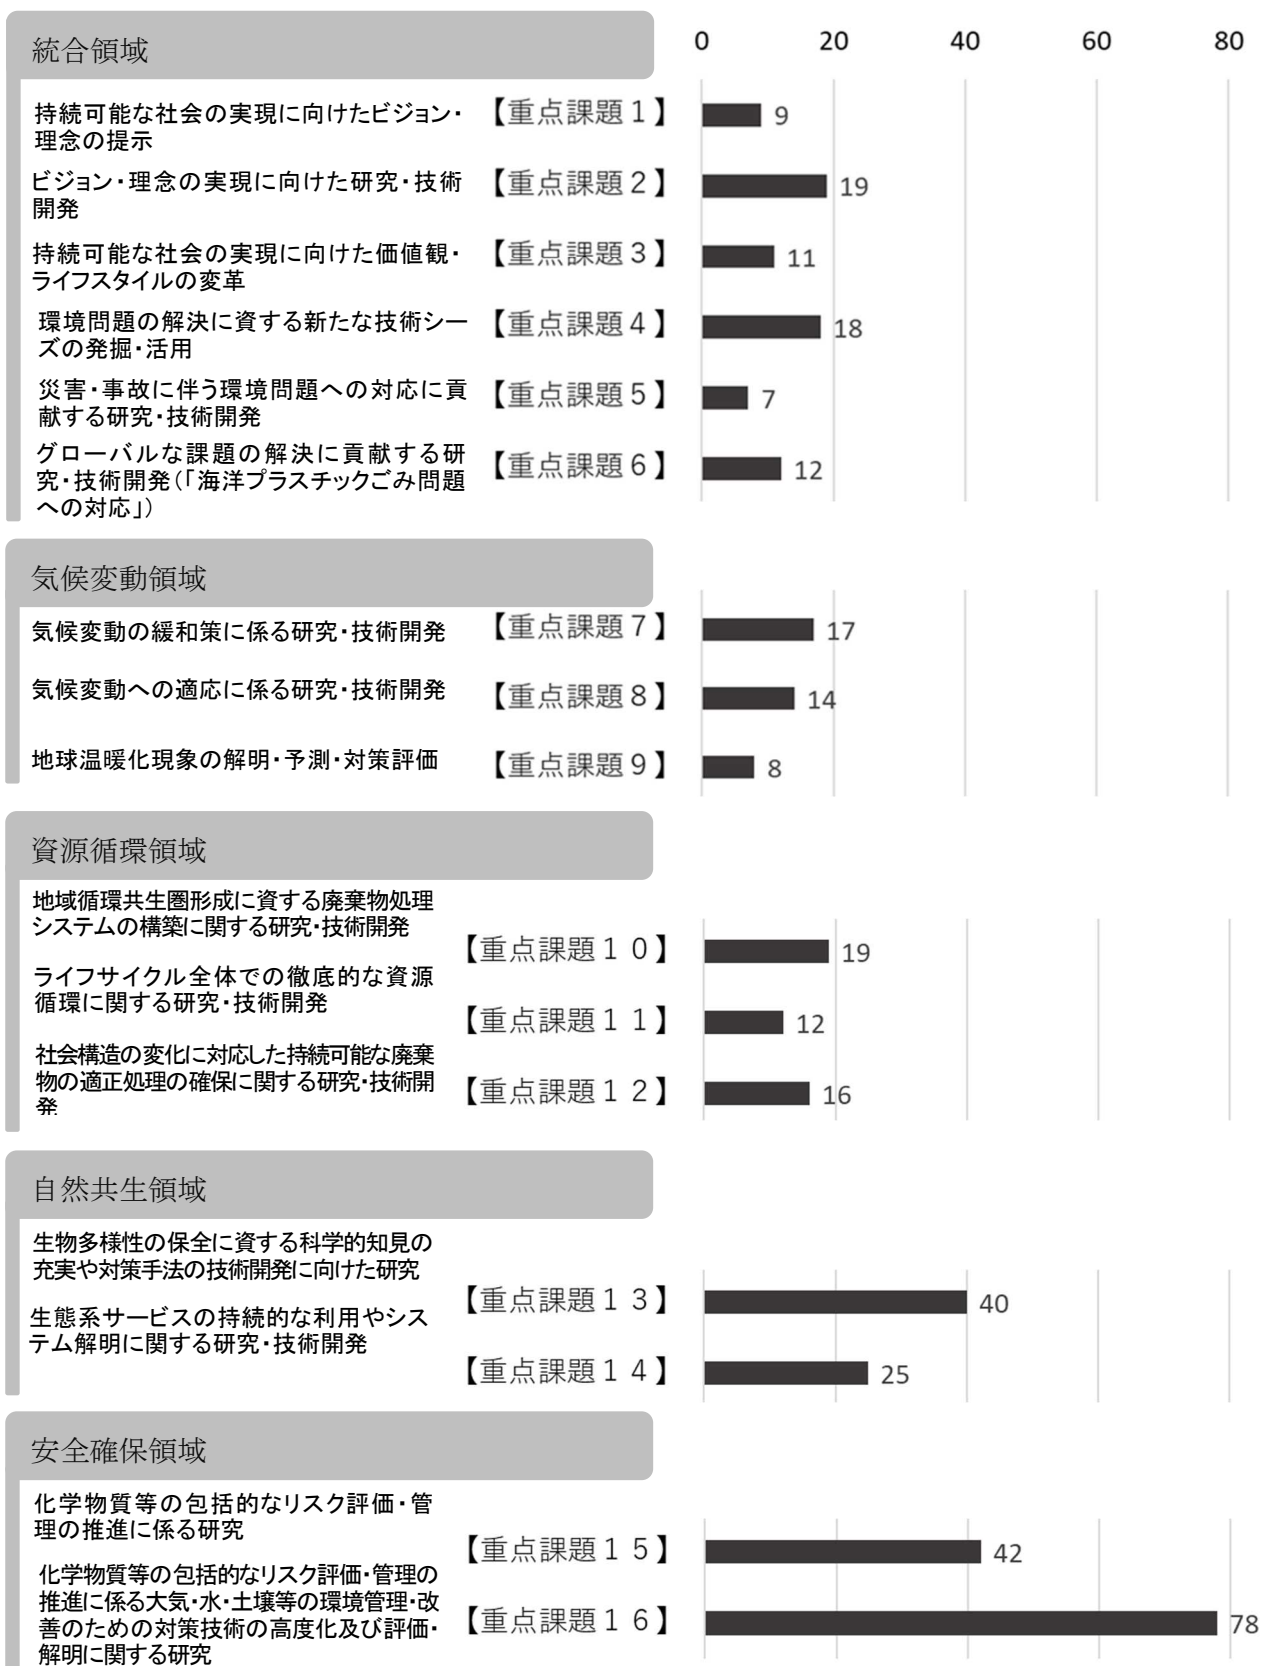 統合領域
0 20 40 60 80
持続可能な社会の実現に向けたビジョン・
理念の提示
【重点課題1】
9
ビジョン・理念の実現に向けた研究・技術
開発
【重点課題2】
19
持続可能な社会の実現に向けた価値観・
ライフスタイルの変革
【重点課題3】
11
環境問題の解決に資する新たな技術シー
ズの発掘・活用
【重点課題4】
18
災害・事故に伴う環境問題への対応に貢
献する研究・技術開発
【重点課題5】
7
グローバルな課題の解決に貢献する研
究・技術開発(「海洋プラスチックごみ問題
への対応」)
【重点課題6】
12
気候変動領域
気候変動の緩和策に係る研究・技術開発
【重点課題7】
17
気候変動への適応に係る研究・技術開発
【重点課題8】
14
地球温暖化現象の解明・予測・対策評価
【重点課題9】
8
資源循環領域
地域循環共生圏形成に資する廃棄物処理
システムの構築に関する研究・技術開発
【重点課題10】
19
ライフサイクル全体での徹底的な資源
循環に関する研究・技術開発
【重点課題11】
12
社会構造の変化に対応した持続可能な廃棄
物の適正処理の確保に関する研究・技術開
発
【重点課題12】
16
自然共生領域
生物多様性の保全に資する科学的知見の
充実や対策手法の技術開発に向けた研究
【重点課題13】
40
生態系サービスの持続的な利用やシス
テム解明に関する研究・技術開発
【重点課題14】
25
安全確保領域
化学物質等の包括的なリスク評価・管
理の推進に係る研究
【重点課題15】
42
化学物質等の包括的なリスク評価・管理の
推進に係る大気・水・土壌等の環境管理・改
善のための対策技術の高度化及び評価・
解明に関する研究
【重点課題16】
78